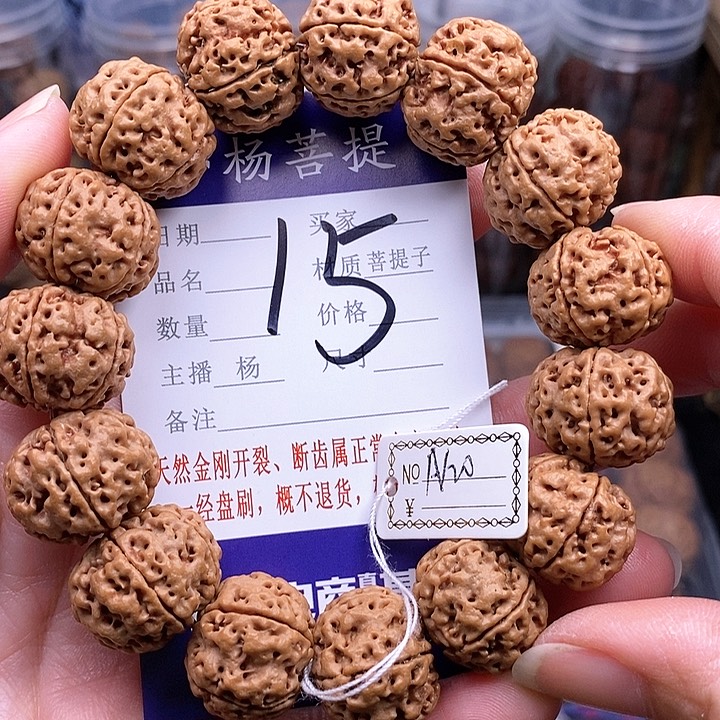 杨菩提
日期 买家
15
品名 材质 菩提子
数量 价格
主播 杨 尺寸
备注
天然金刚开裂、断齿属正常
一经盘刷，概不退货，
NO
¥